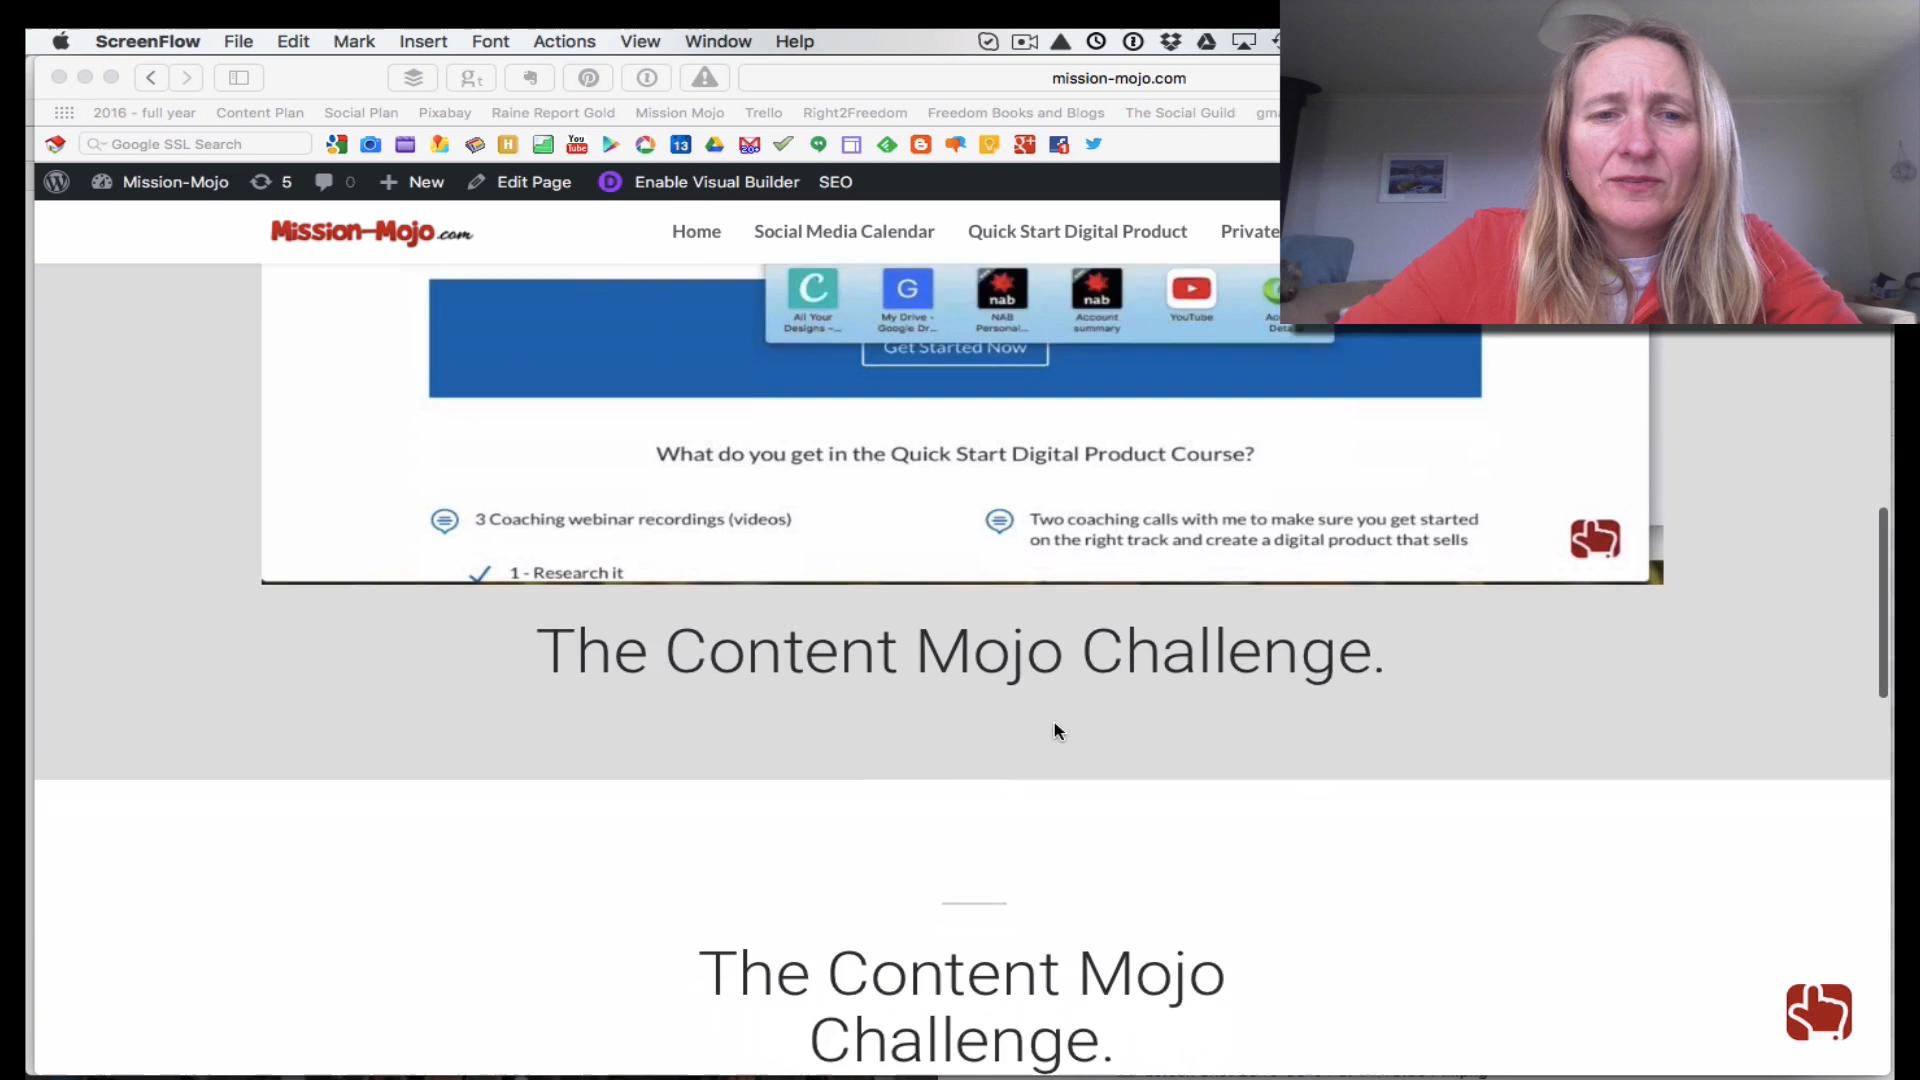 ScreenFlow File Edit Mark Insert Font Actions View Window Help
mission-mojo.com
2016 - full year Content Plan Social Plan Pixabay Raine Report Gold Mission Mojo Trello Right2Freedom Freedom Books and Blogs The Social Guild
Google SSL Search
You Tube
13
Mission-Mojo 5 0 New Edit Page D Enable Visual Builder SEO
Mission-Mojo.com Home Social Media Calendar Quick Start Digital Product Private
All Your Designs –... My Drive - Google Dr... nab NAB Personal... nab Account summary YouTube
Get Started Now
What do you get in the Quick Start Digital Product Course?
3 Coaching webinar recordings (videos)
Two coaching calls with me to make sure you get started
on the right track and create a digital product that sells
1 - Research it
The Content Mojo Challenge.
The Content Mojo
Challenge.